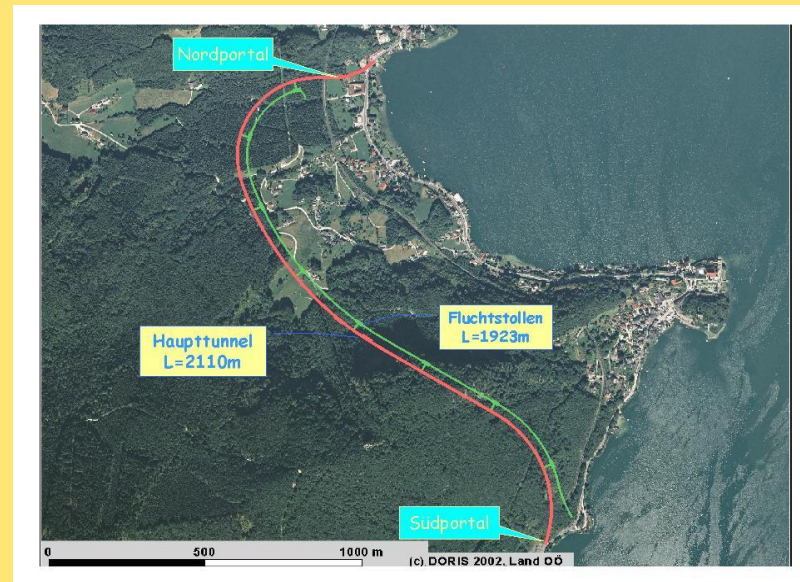 Nordportal
Fluchtstollen
L=1923m
Haupttunnel
L=2110m
Südportal
0 500 1000 m
(c) DORIS 2002, Land OÖ